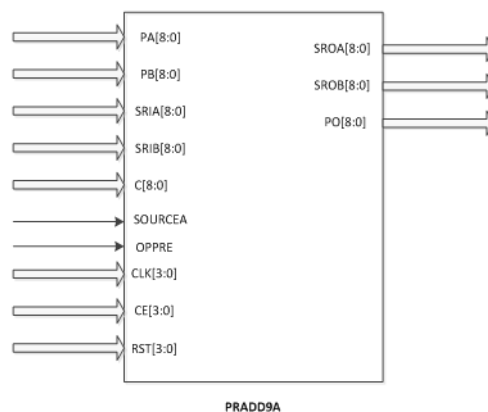 PA[8:0]
SROA[8:0]
PB[8:0]
SROB[8:0]
SRIA[8:0]
PO[8:0]
SRIB[8:0]
C[8:0]
SOURCEA
OPPRE
CLK[3:0]
CE[3:0]
RST[3:0]
PRADD9A